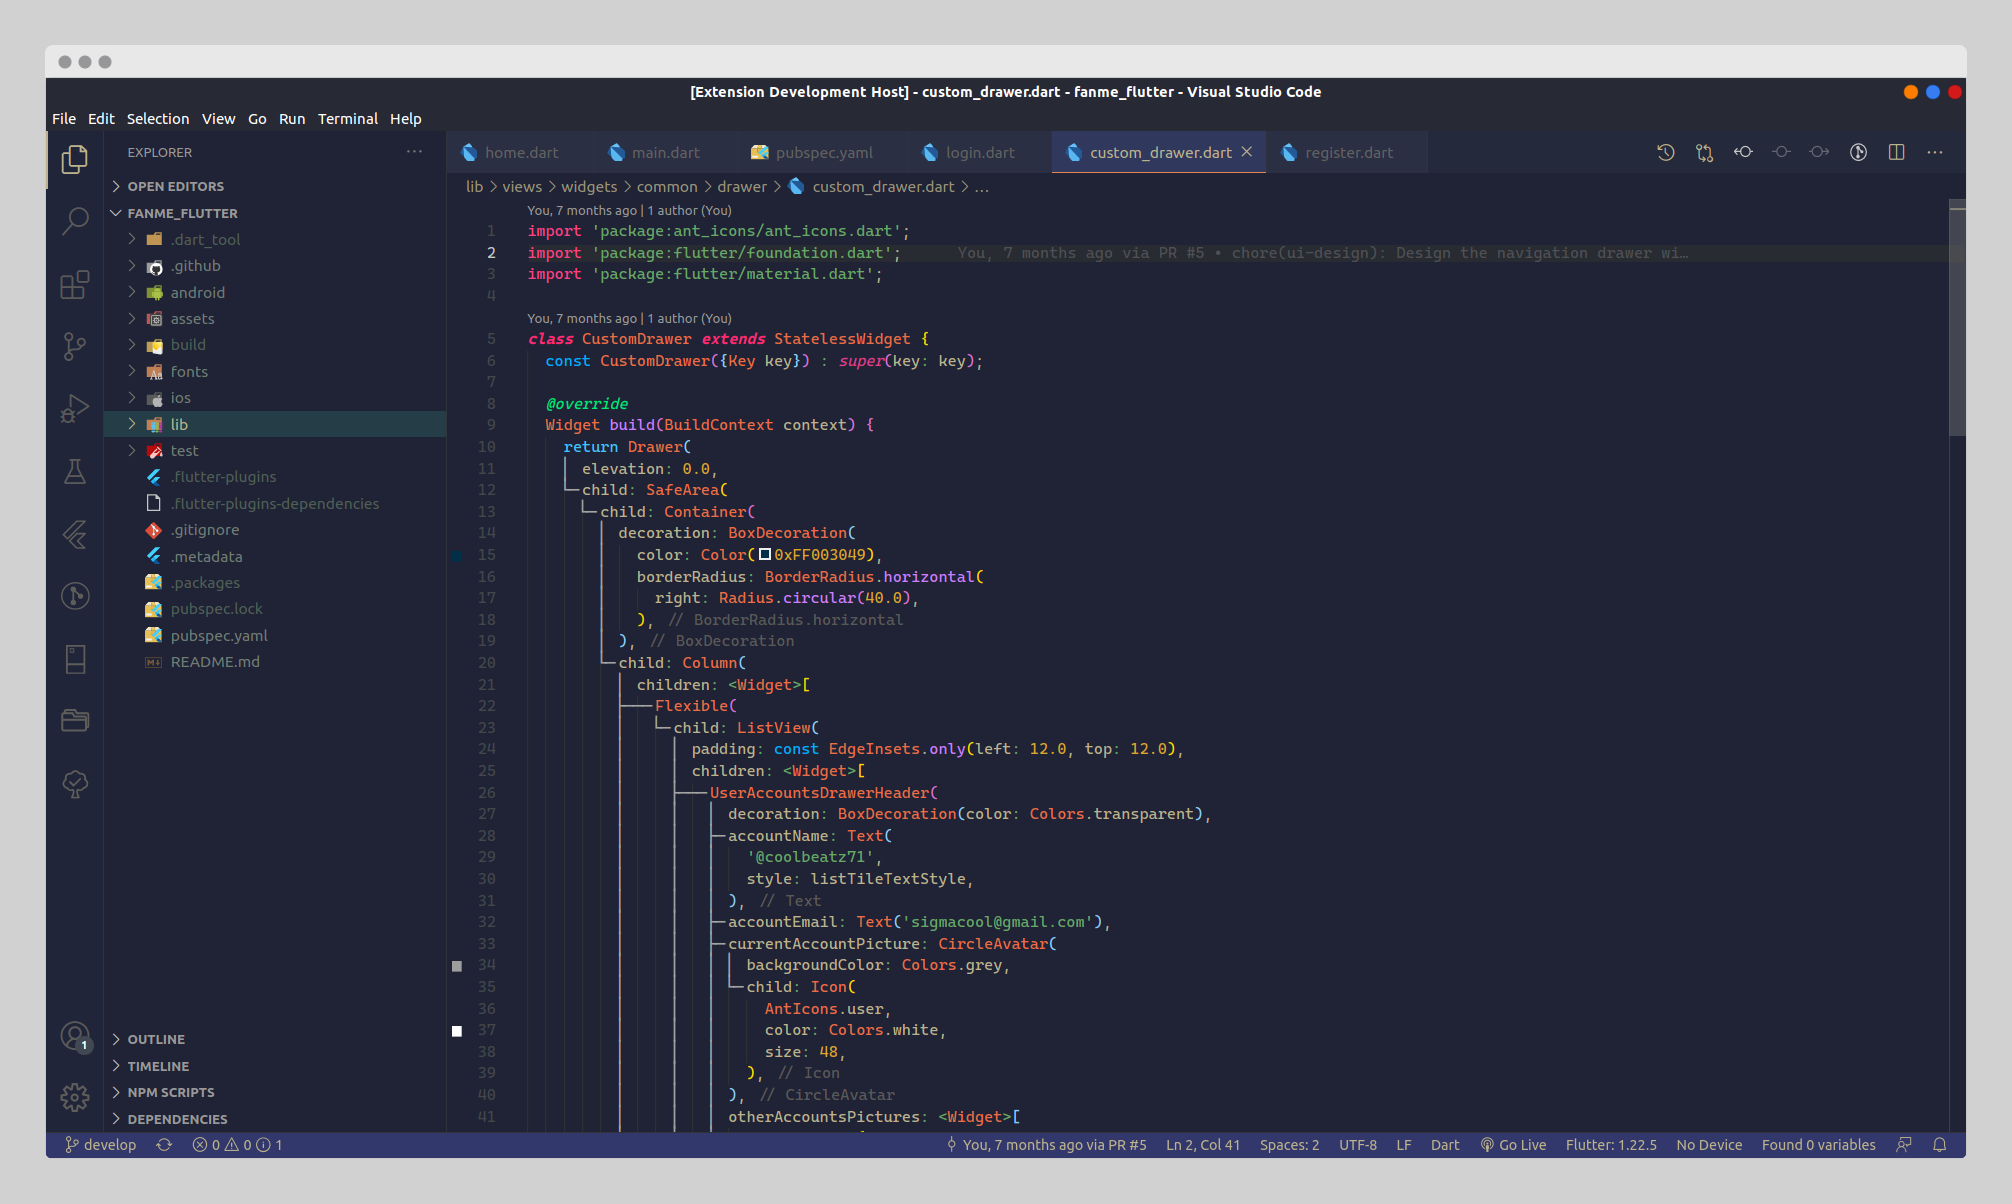 [Extension Development Host] - custom_drawer.dart - fanme_flutter - Visual Studio Code
File Edit Selection View Go Run Terminal Help
EXPLORER
OPEN EDITORS
FANME_FLUTTER
.dart_tool
.github
android
assets
build
fonts
ios
lib
test
.flutter-plugins
.flutter-plugins-dependencies
.gitignore
.metadata
.packages
pubspec.lock
pubspec.yaml
README.md
OUTLINE
TIMELINE
NPM SCRIPTS
DEPENDENCIES
1
home.dart main.dart pubspec.yaml login.dart custom_drawer.dart register.dart
lib > views > widgets > common > drawer > custom_drawer.dart > ...
You, 7 months ago | 1 author (You)
1 import 'package:ant_icons/ant_icons.dart';
2 import 'package:flutter/foundation.dart'; You, 7 months ago via PR #5 • chore(ui-design): Design the navigation drawer wi…
3 import 'package:flutter/material.dart';
4
You, 7 months ago | 1 author (You)
5 class CustomDrawer extends StatelessWidget {
6 const CustomDrawer({Key key}) : super(key: key);
7
8 @override
9 Widget build(BuildContext context) {
10 return Drawer(
11 elevation: 0.0,
12 child: SafeArea(
13 child: Container(
14 decoration: BoxDecoration(
15 color: Color(0xFF003049),
16 borderRadius: BorderRadius.horizontal(
17 right: Radius.circular(40.0),
18 ), // BorderRadius.horizontal
19 ), // BoxDecoration
20 child: Column(
21 children: <Widget>[
22 Flexible(
23 child: ListView(
24 padding: const EdgeInsets.only(left: 12.0, top: 12.0),
25 children: <Widget>[
26 UserAccountsDrawerHeader(
27 decoration: BoxDecoration(color: Colors.transparent),
28 accountName: Text(
29 '@coolbeatz71',
30 style: listTileTextStyle,
31 ), // Text
32 accountEmail: Text('sigmacool@gmail.com'),
33 currentAccountPicture: CircleAvatar(
34 backgroundColor: Colors.grey,
35 child: Icon(
36 AntIcons.user,
37 color: Colors.white,
38 size: 48,
39 ), // Icon
40 ), // CircleAvatar
41 otherAccountsPictures: <Widget>[
develop 0 0 1 You, 7 months ago via PR #5 Ln 2, Col 41 Spaces: 2 UTF-8 LF Dart Go Live Flutter: 1.22.5 No Device Found 0 variables